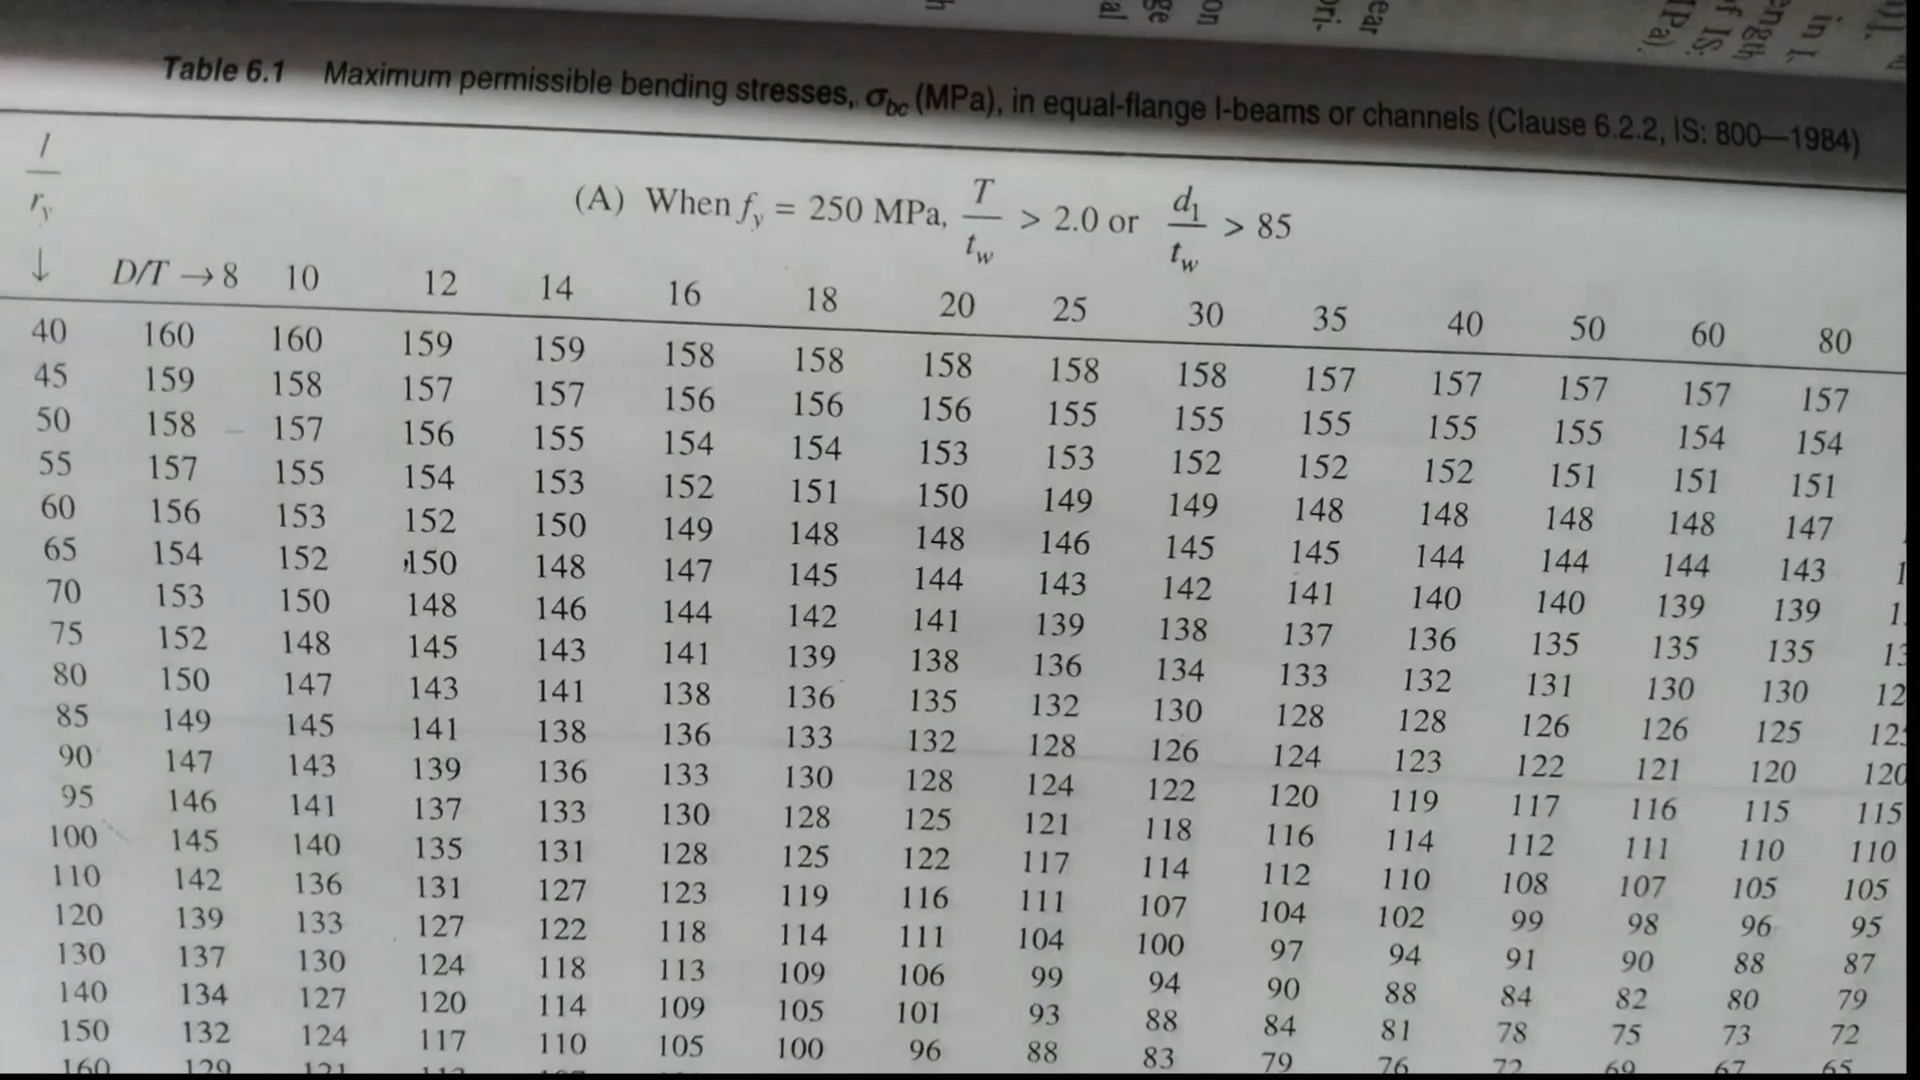 Table 6.1 Maximum permissible bending stresses, σbc (MPa), in equal-flange I-beams or channels (Clause 6.2.2, IS: 800—1984)
l/ry ↓
(A) When fy = 250 MPa, T/tw > 2.0 or d1/tw > 85
D/T → 8 10 12 14 16 18 20 25 30 35 40 50 60 80
40 160 160 159 159 158 158 158 158 158 157 157 157 157 157
45 159 158 157 157 156 156 156 155 155 155 155 155 154 154
50 158 157 156 155 154 154 153 153 152 152 152 151 151 151
55 157 155 154 153 152 151 150 149 149 148 148 148 148 147
60 156 153 152 150 149 148 148 146 145 145 144 144 144 143
65 154 152 150 148 147 145 144 143 142 141 140 140 139 139
70 153 150 148 146 144 142 141 139 138 137 136 135 135 135
75 152 148 145 143 141 139 138 136 134 133 132 131 130 130
80 150 147 143 141 138 136 135 132 130 128 128 126 126 125
85 149 145 141 138 136 133 132 128 126 124 123 122 121 120 120
90 147 143 139 136 133 130 128 124 122 120 119 117 116 115 115
95 146 141 137 133 130 128 125 121 118 116 114 112 111 110 110
100 145 140 135 131 128 125 122 117 114 112 110 108 107 105 105
110 142 136 131 127 123 119 116 111 107 104 102 99 98 96 95
120 139 133 127 122 118 114 111 104 100 97 94 91 90 88 87
130 137 130 124 118 113 109 106 99 94 90 88 84 82 80 79
140 134 127 120 114 109 105 101 93 88 84 81 78 75 73 72
150 132 124 117 110 105 100 96 88 83 79 76 72 69 67 65
160 129 121